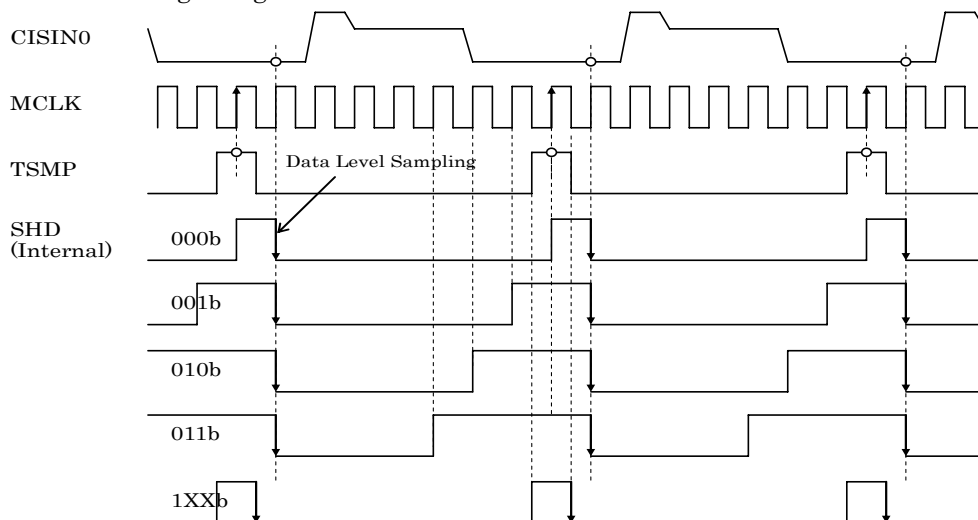 CISIN0
MCLK
TSMP
Data Level Sampling
SHD
(Internal)
000b
001b
010b
011b
1XXb